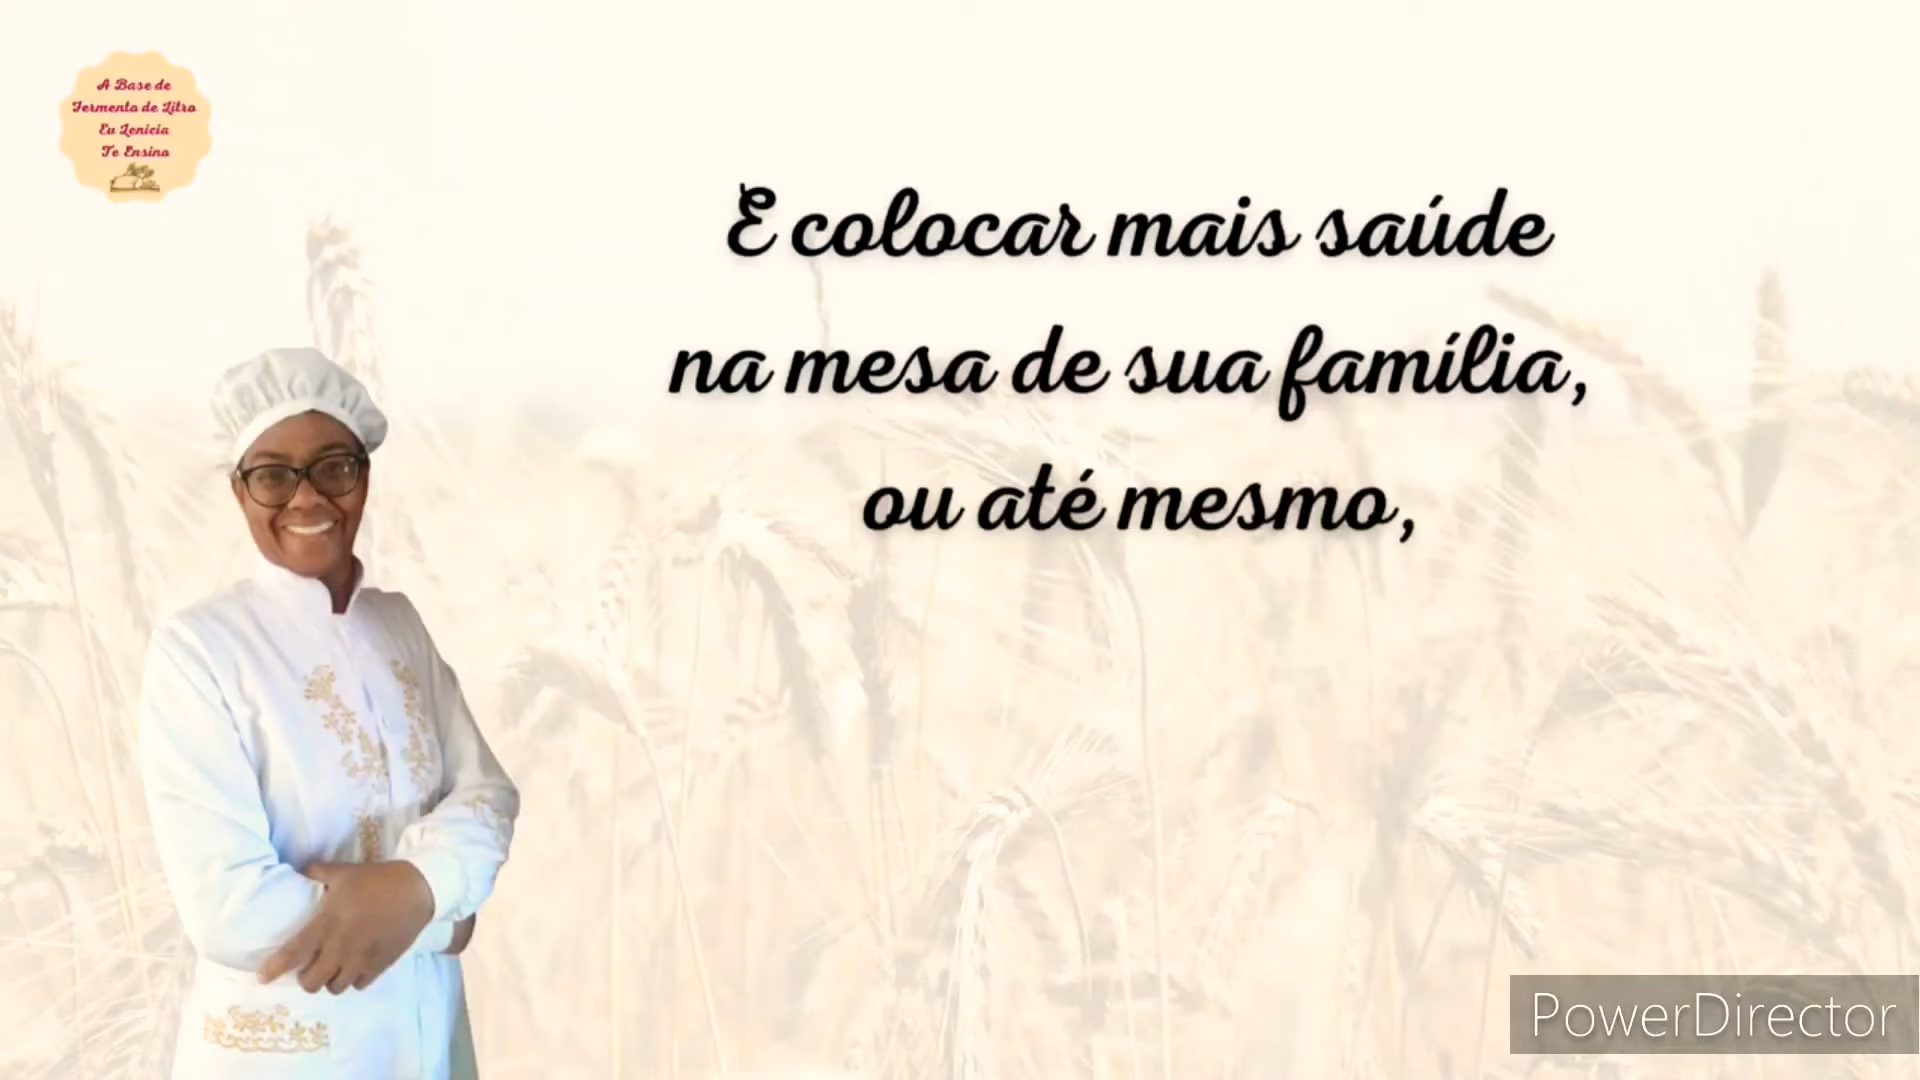 A Base de
Fermento de Litro
Eu Lenicia
Te Ensino
E colocar mais saúde
na mesa de sua família,
ou até mesmo,
PowerDirector